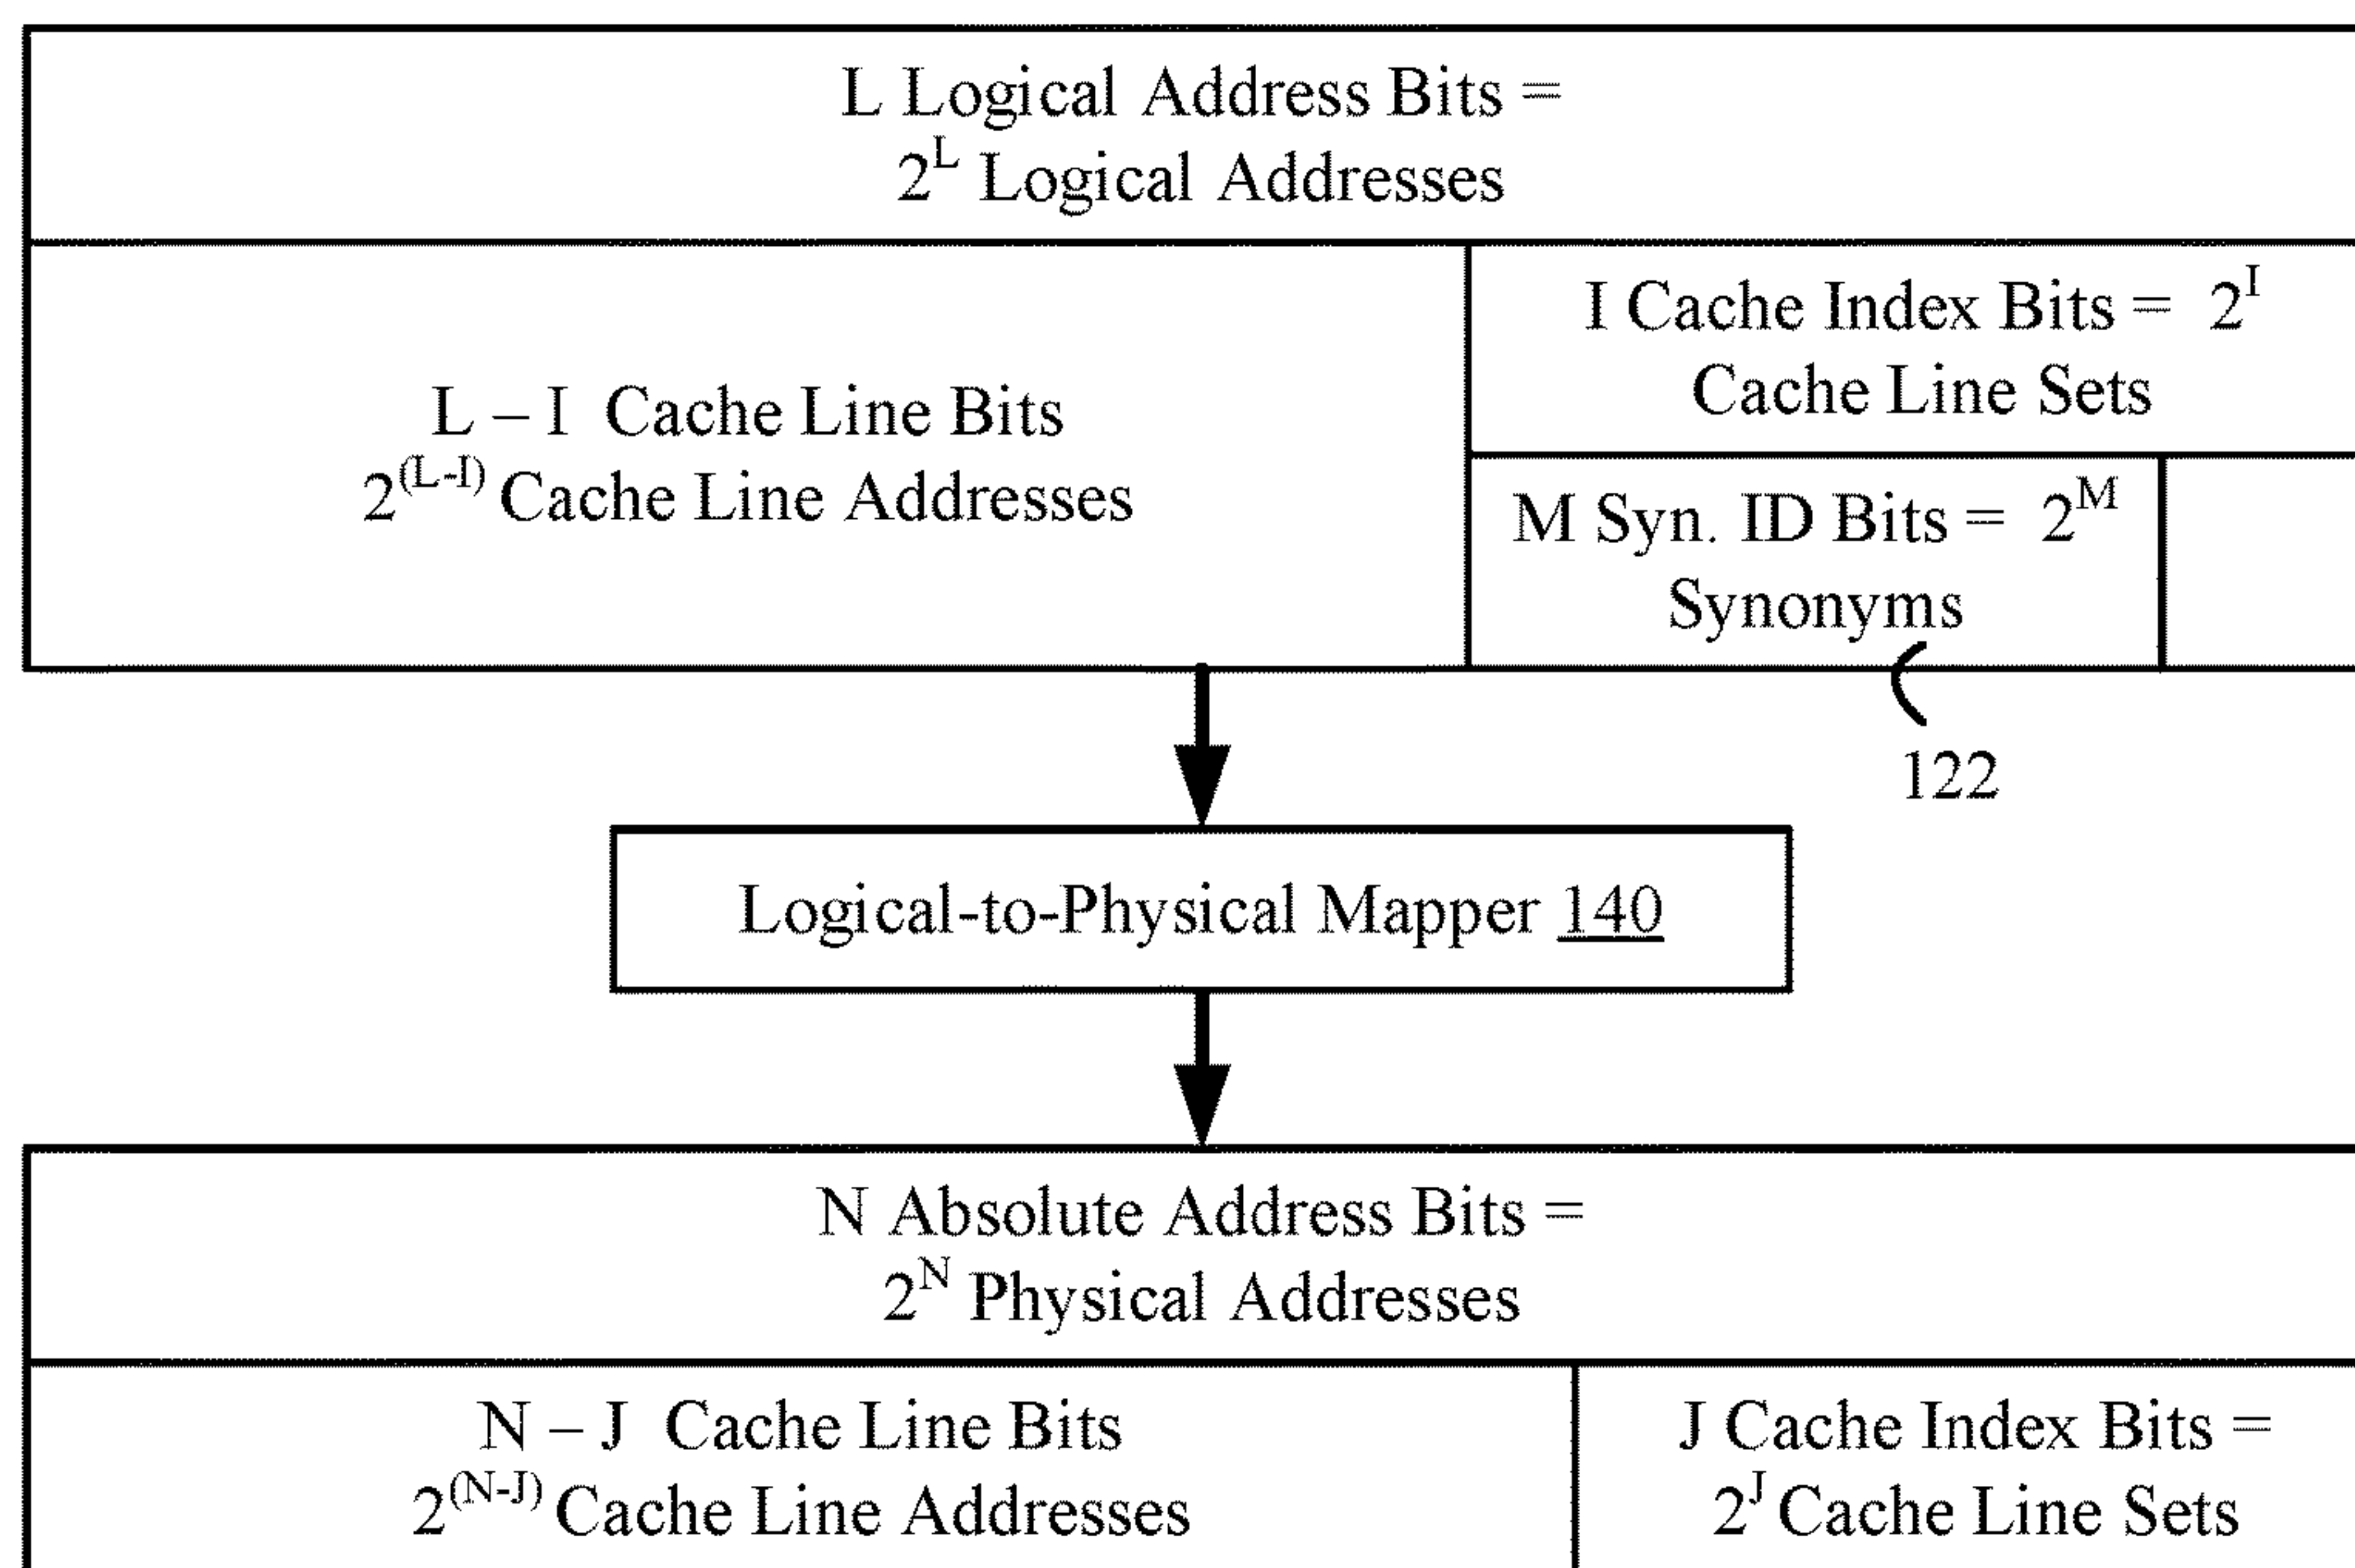 L Logical Address Bits =
2^L Logical Addresses
L – I Cache Line Bits
2^(L-I) Cache Line Addresses
I Cache Index Bits = 2^I
Cache Line Sets
M Syn. ID Bits = 2^M
Synonyms
122
Logical-to-Physical Mapper 140
N Absolute Address Bits =
2^N Physical Addresses
N – J Cache Line Bits
2^(N-J) Cache Line Addresses
J Cache Index Bits =
2^J Cache Line Sets